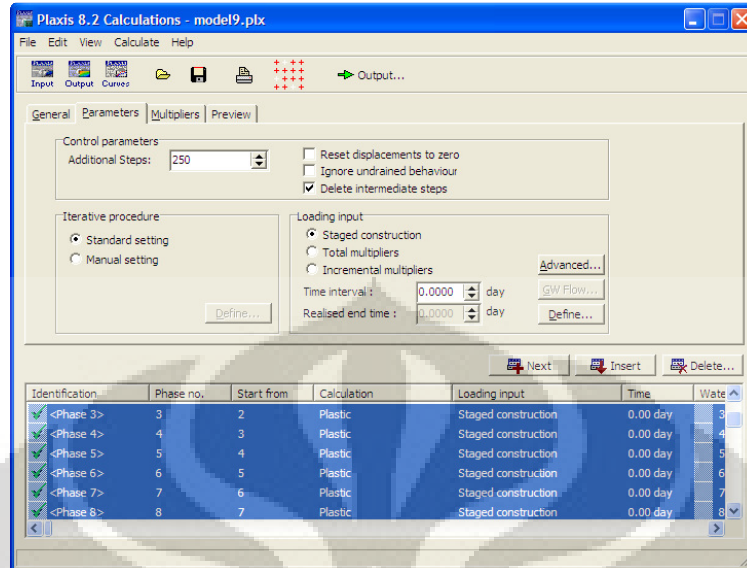 Plaxis 8.2 Calculations - model9.plx
File Edit View Calculate Help
Input Output Curves Output...
General Parameters Multipliers Preview
Control parameters
Additional Steps: 250
Reset displacements to zero
Ignore undrained behaviour
Delete intermediate steps
Iterative procedure
Standard setting
Manual setting
Define...
Loading input
Staged construction
Total multipliers
Incremental multipliers
Advanced...
Time interval : 0.0000 day
GW Flow...
Realised end time : 0.0000 day
Define...
Next Insert Delete...
Identification Phase no. Start from Calculation Loading input Time Wate
<Phase 3> 3 2 Plastic Staged construction 0.00 day 3
<Phase 4> 4 3 Plastic Staged construction 0.00 day 4
<Phase 5> 5 4 Plastic Staged construction 0.00 day 5
<Phase 6> 6 5 Plastic Staged construction 0.00 day 6
<Phase 7> 7 6 Plastic Staged construction 0.00 day 7
<Phase 8> 8 7 Plastic Staged construction 0.00 day 8